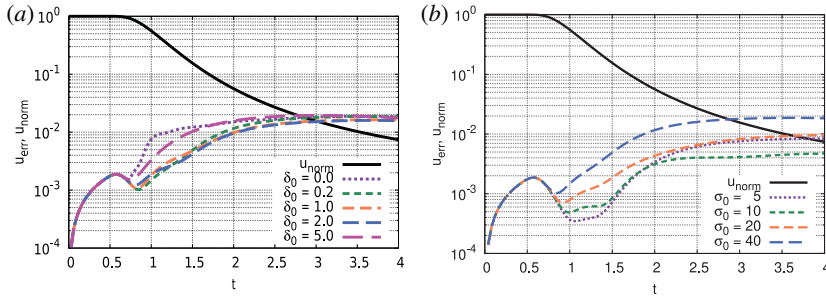 (a)
10^0
10^-1
10^-2
10^-3
10^-4
u_err, u_norm
u_norm
δ_0 = 0.0
δ_0 = 0.2
δ_0 = 1.0
δ_0 = 2.0
δ_0 = 5.0
0 0.5 1 1.5 2 2.5 3 3.5 4
t
(b)
10^0
10^-1
10^-2
10^-3
10^-4
u_err, u_norm
u_norm
σ_0 = 5
σ_0 = 10
σ_0 = 20
σ_0 = 40
0 0.5 1 1.5 2 2.5 3 3.5 4
t